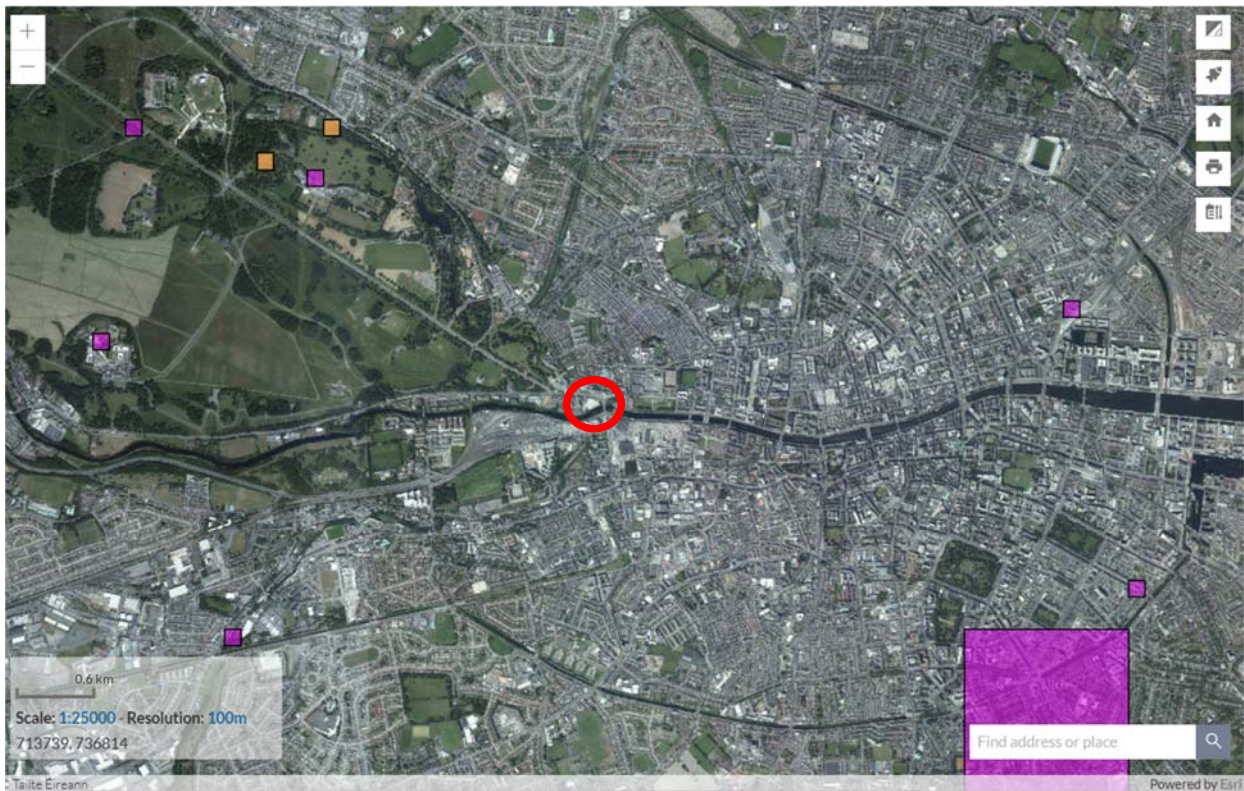 +
−
0.6 km
Scale: 1:25000 - Resolution: 100m
713739, 736814
Find address or place
© Tailte Éireann
Powered by Esri